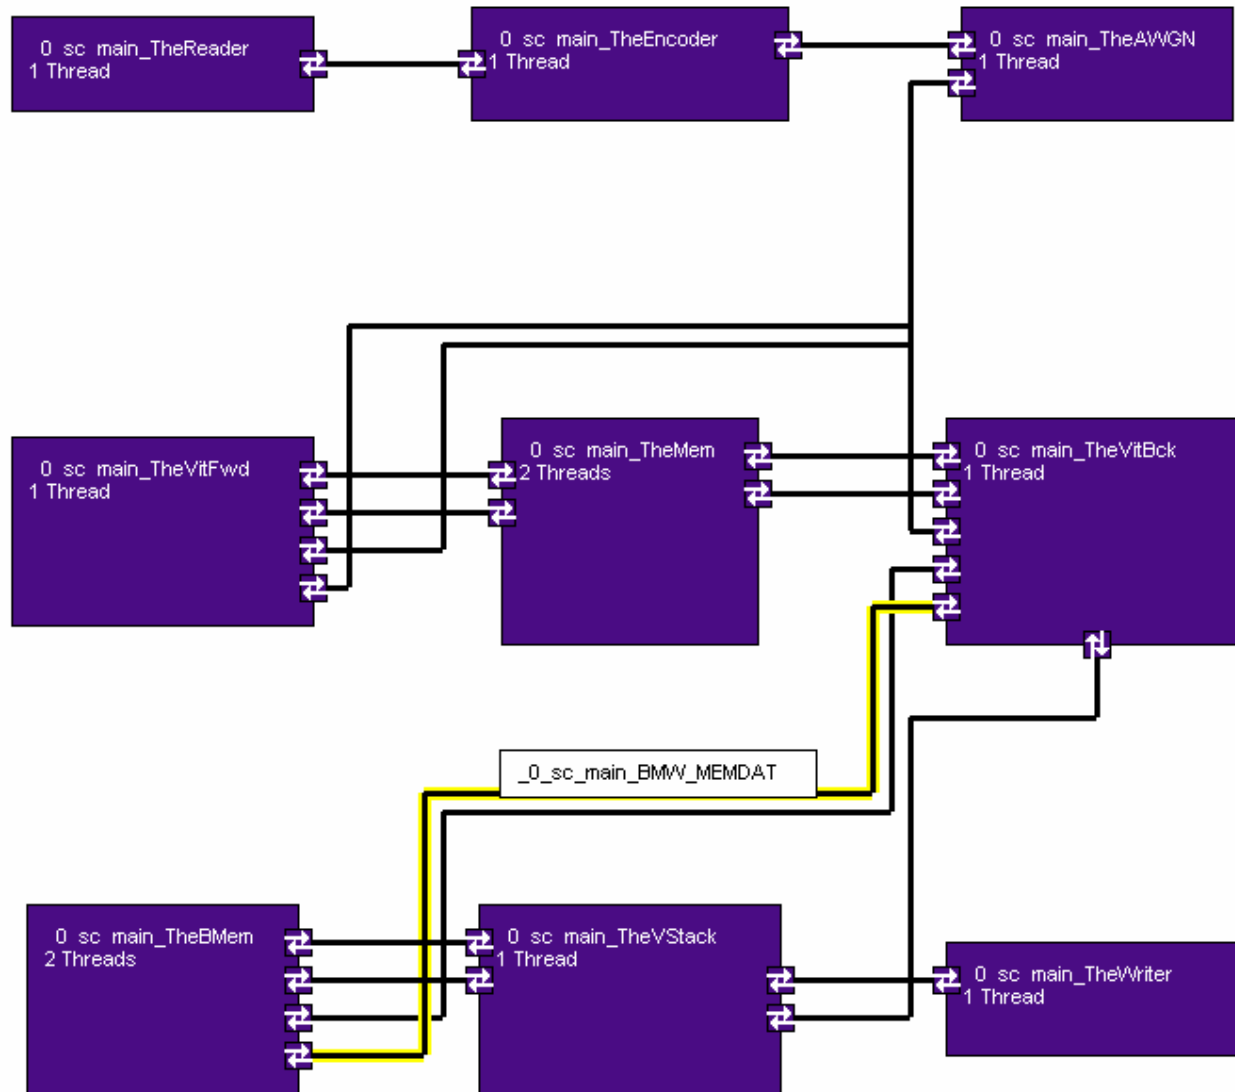 0 sc main_TheReader
1 Thread
0 sc main_TheEncoder
1 Thread
0 sc main_TheAWGN
1 Thread
0 sc main_TheVitFwd
1 Thread
0 sc main_TheMem
2 Threads
0 sc main_TheVitBck
1 Thread
_0_sc_main_BMW_MEMDAT
0 sc main_TheBMem
2 Threads
0 sc main_TheVStack
1 Thread
0 sc main_TheWriter
1 Thread